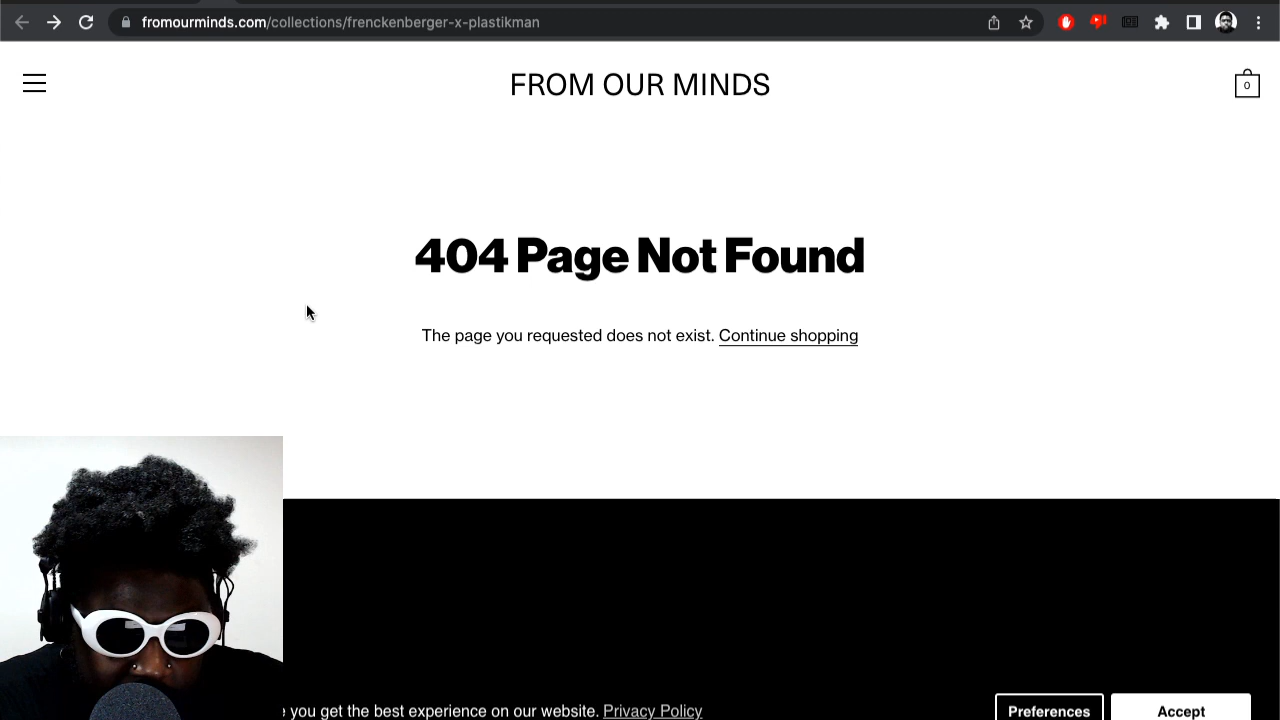 fromourminds.com/collections/frenckenberger-x-plastikman
FROM OUR MINDS
0
404 Page Not Found
The page you requested does not exist. Continue shopping
you get the best experience on our website. Privacy Policy
Preferences
Accept